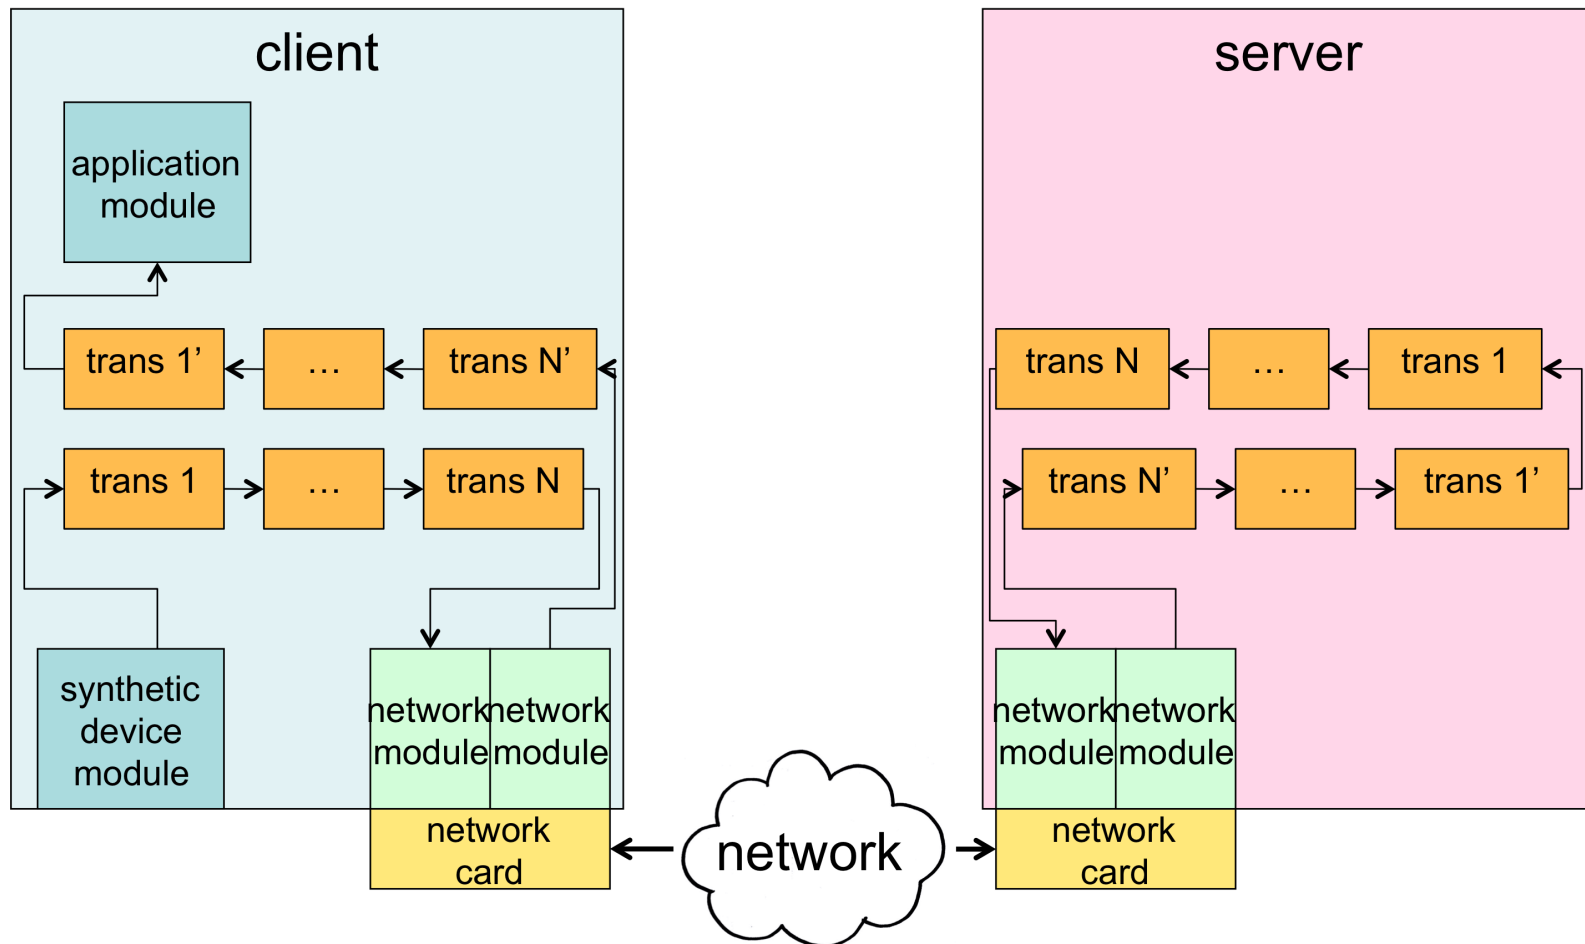 client
application
module
trans 1’
…
trans N’
trans 1
…
trans N
synthetic
device
module
network
module
network
module
network
card
network
server
trans N
…
trans 1
trans N’
…
trans 1’
network
module
network
module
network
card